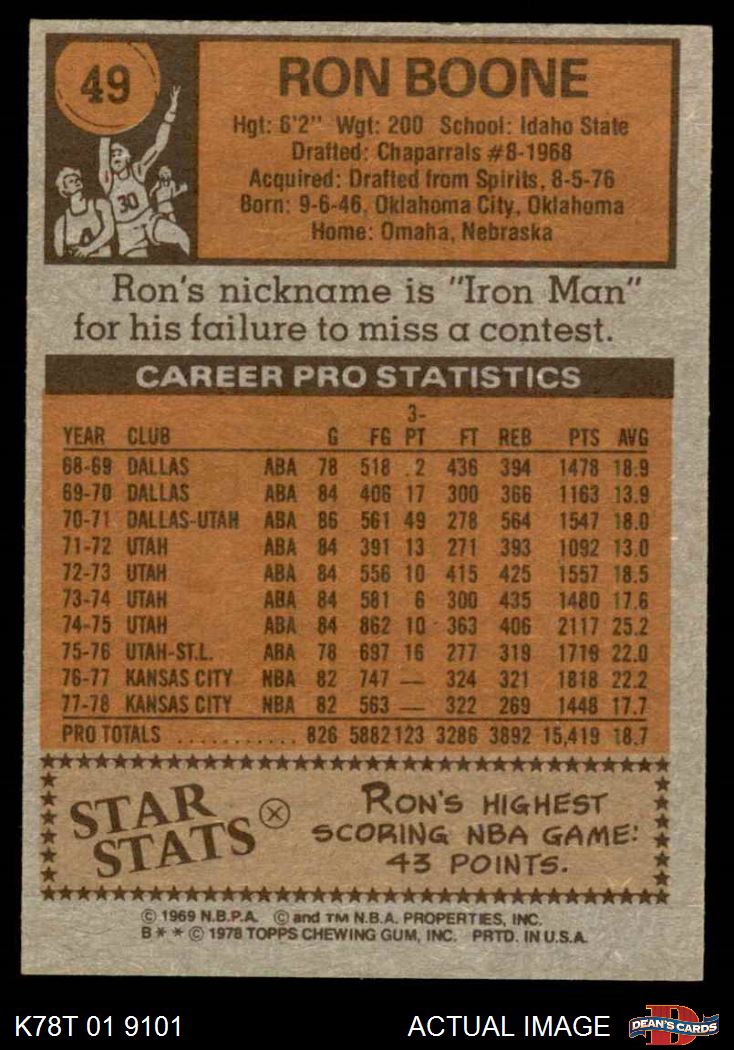 49
RON BOONE
Hgt: 6'2" Wgt: 200 School: Idaho State
Drafted: Chaparrals #8-1968
Acquired: Drafted from Spirits, 8-5-76
Born: 9-6-46, Oklahoma City, Oklahoma
Home: Omaha, Nebraska
30
Ron's nickname is "Iron Man"
for his failure to miss a contest.
CAREER PRO STATISTICS
YEAR CLUB G FG 3-PT FT REB PTS AVG
68-69 DALLAS ABA 78 518 2 436 394 1478 18.9
69-70 DALLAS ABA 84 406 17 300 366 1163 13.9
70-71 DALLAS-UTAH ABA 86 561 49 278 564 1547 18.0
71-72 UTAH ABA 84 391 13 271 393 1092 13.0
72-73 UTAH ABA 84 556 10 415 425 1557 18.5
73-74 UTAH ABA 84 581 6 300 435 1480 17.6
74-75 UTAH ABA 84 862 10 363 406 2117 25.2
75-76 UTAH-ST.L. ABA 78 697 16 277 319 1719 22.0
76-77 KANSAS CITY NBA 82 747 — 324 321 1818 22.2
77-78 KANSAS CITY NBA 82 563 — 322 269 1448 17.7
PRO TOTALS ........... 826 5882 123 3286 3892 15,419 18.7
STAR STATS
RON'S HIGHEST
SCORING NBA GAME:
43 POINTS.
© 1969 N.B.P.A. © and TM N.B.A. PROPERTIES, INC.
B * * © 1978 TOPPS CHEWING GUM, INC. PRTD. IN U.S.A.
K78T 01 9101 ACTUAL IMAGE
D
DEAN'S CARDS